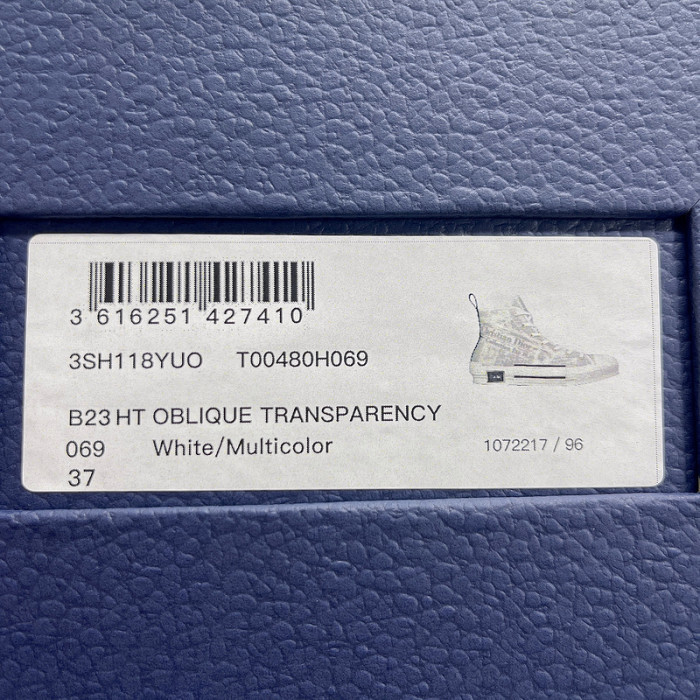 3 616251 427410
3SH118YUO T00480H069
B23 HT OBLIQUE TRANSPARENCY
069 White/Multicolor
1072217 / 96
37